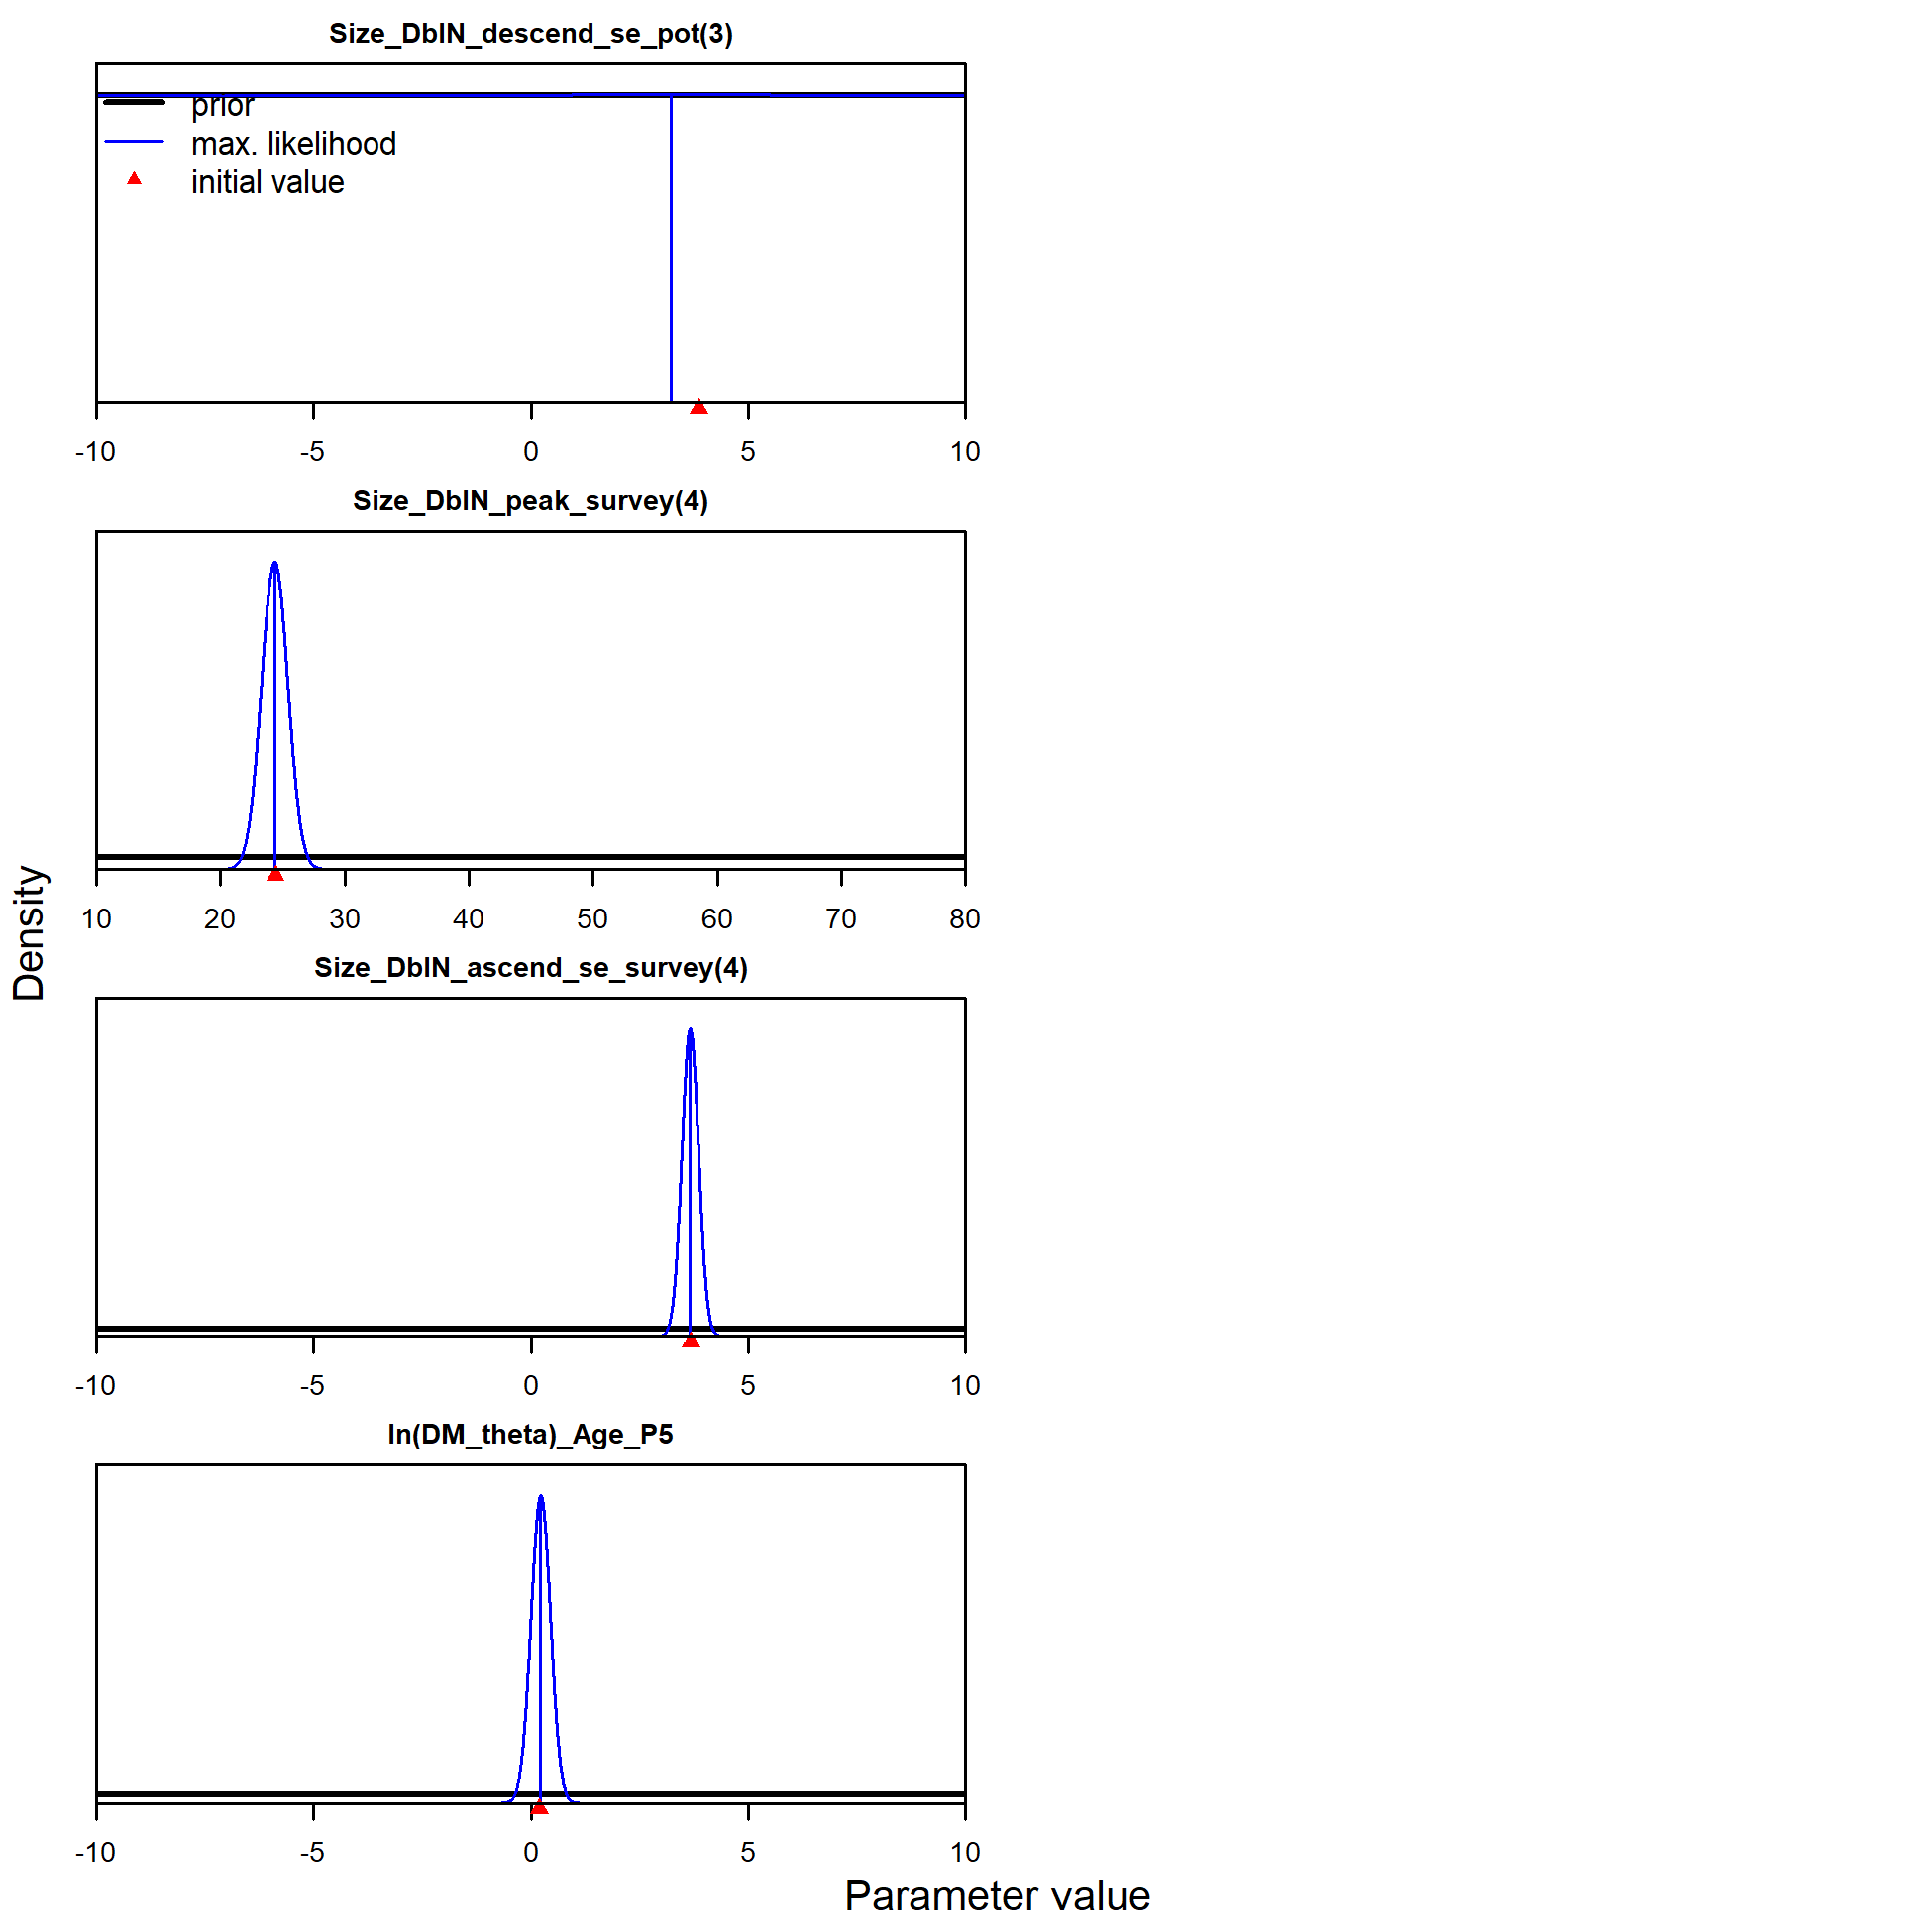 Size_DblN_descend_se_pot(3)
prior
max. likelihood
initial value
-10 -5 0 5 10
Size_DblN_peak_survey(4)
10 20 30 40 50 60 70 80
Density
Size_DblN_ascend_se_survey(4)
-10 -5 0 5 10
ln(DM_theta)_Age_P5
-10 -5 0 5 10
Parameter value